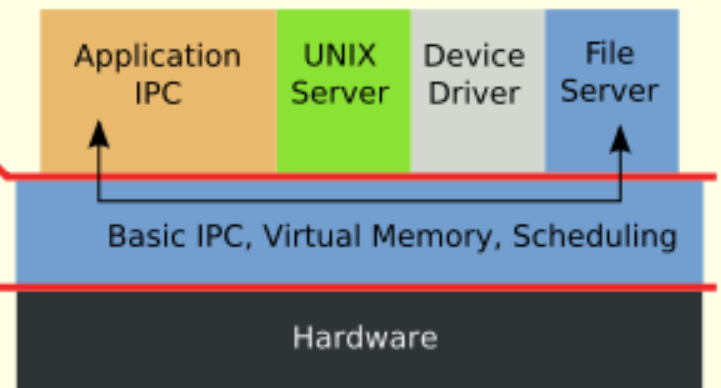 Application
IPC
UNIX
Server
Device
Driver
File
Server
Basic IPC, Virtual Memory, Scheduling
Hardware